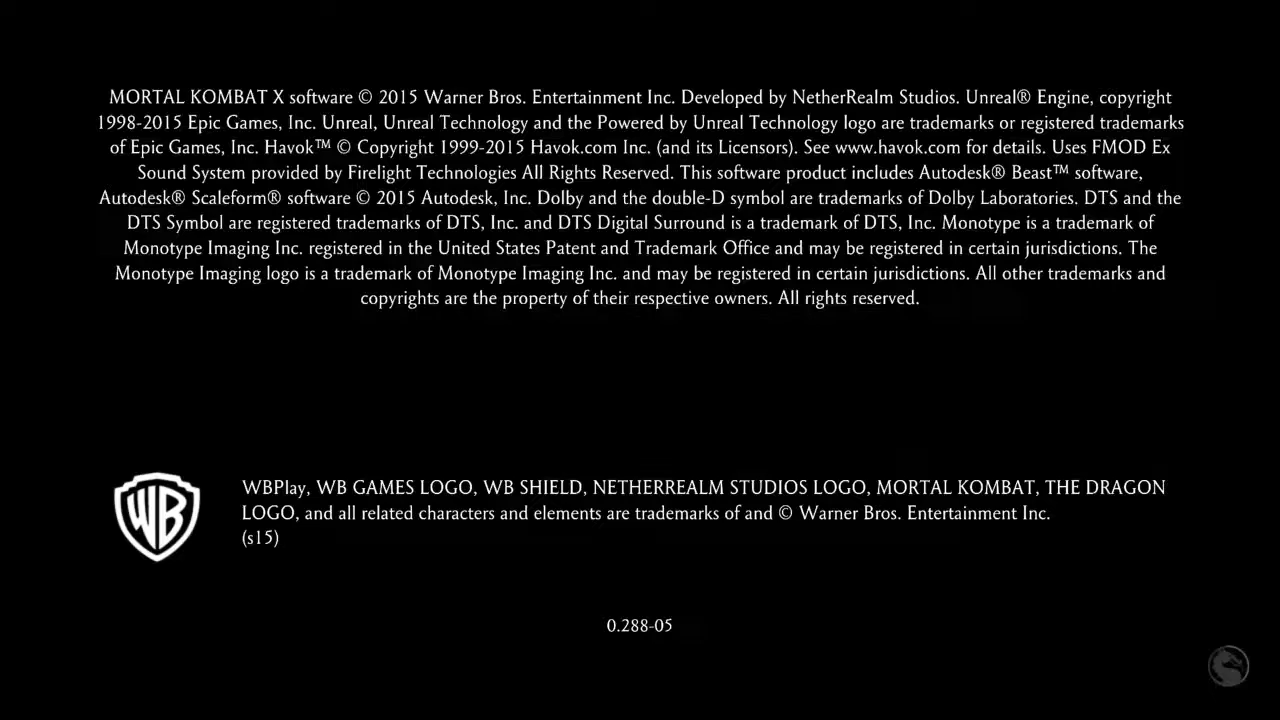 MORTAL KOMBAT X software © 2015 Warner Bros. Entertainment Inc. Developed by NetherRealm Studios. Unreal® Engine, copyright
1998-2015 Epic Games, Inc. Unreal, Unreal Technology and the Powered by Unreal Technology logo are trademarks or registered trademarks
of Epic Games, Inc. Havok™ © Copyright 1999-2015 Havok.com Inc. (and its Licensors). See www.havok.com for details. Uses FMOD Ex
Sound System provided by Firelight Technologies All Rights Reserved. This software product includes Autodesk® Beast™ software,
Autodesk® Scaleform® software © 2015 Autodesk, Inc. Dolby and the double-D symbol are trademarks of Dolby Laboratories. DTS and the
DTS Symbol are registered trademarks of DTS, Inc. and DTS Digital Surround is a trademark of DTS, Inc. Monotype is a trademark of
Monotype Imaging Inc. registered in the United States Patent and Trademark Office and may be registered in certain jurisdictions. The
Monotype Imaging logo is a trademark of Monotype Imaging Inc. and may be registered in certain jurisdictions. All other trademarks and
copyrights are the property of their respective owners. All rights reserved.
WB
WBPlay, WB GAMES LOGO, WB SHIELD, NETHERREALM STUDIOS LOGO, MORTAL KOMBAT, THE DRAGON
LOGO, and all related characters and elements are trademarks of and © Warner Bros. Entertainment Inc.
(s15)
0.288-05